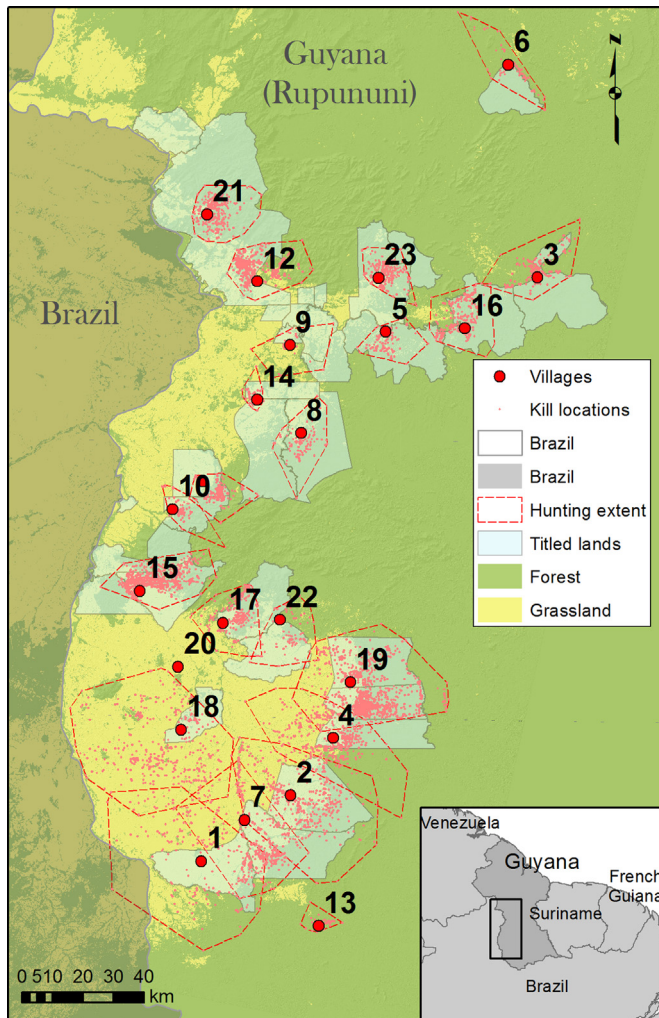 6
Guyana
(Rupununi)
z
21
12
23
3
Brazil
9
5
16
14
8
Villages
Kill locations
Brazil
Brazil
Hunting extent
Titled lands
Forest
Grassland
10
15
17
22
20
19
18
4
2
7
1
13
Venezuela
Guyana
French
Guiana
Suriname
Brazil
0 510 20 30 40
km